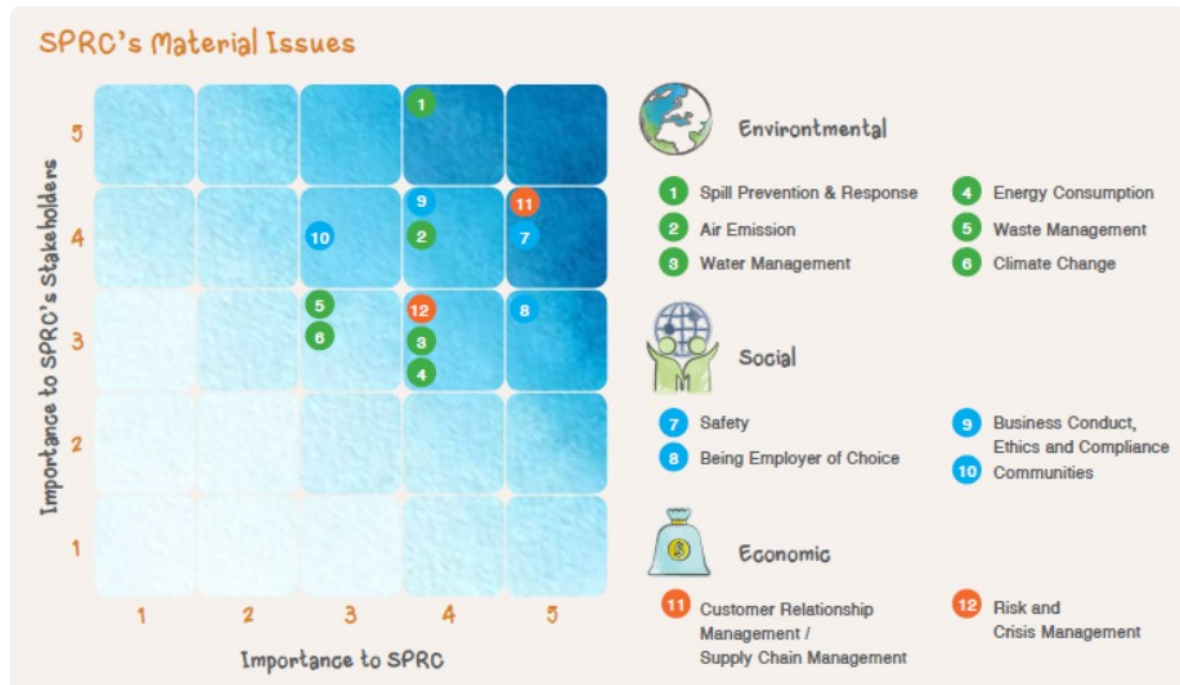 SPRC's Material Issues
Importance to SPRC's Stakeholders
5
4
3
2
1
1
9
11
10
2
7
5
12
8
6
3
4
1
2
3
4
5
Importance to SPRC
Environtmental
1 Spill Prevention & Response
2 Air Emission
3 Water Management
4 Energy Consumption
5 Waste Management
6 Climate Change
Social
7 Safety
8 Being Employer of Choice
9 Business Conduct,
Ethics and Compliance
10 Communities
Economic
$
11 Customer Relationship
Management /
Supply Chain Management
12 Risk and
Crisis Management